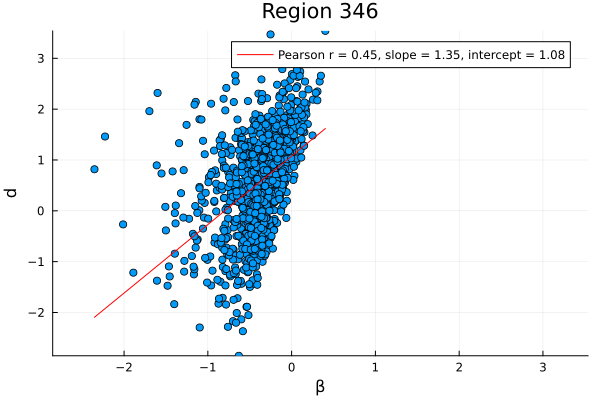 Region 346
Pearson r = 0.45, slope = 1.35, intercept = 1.08
3
2
1
0
−1
−2
d
−2 −1 0 1 2 3
β